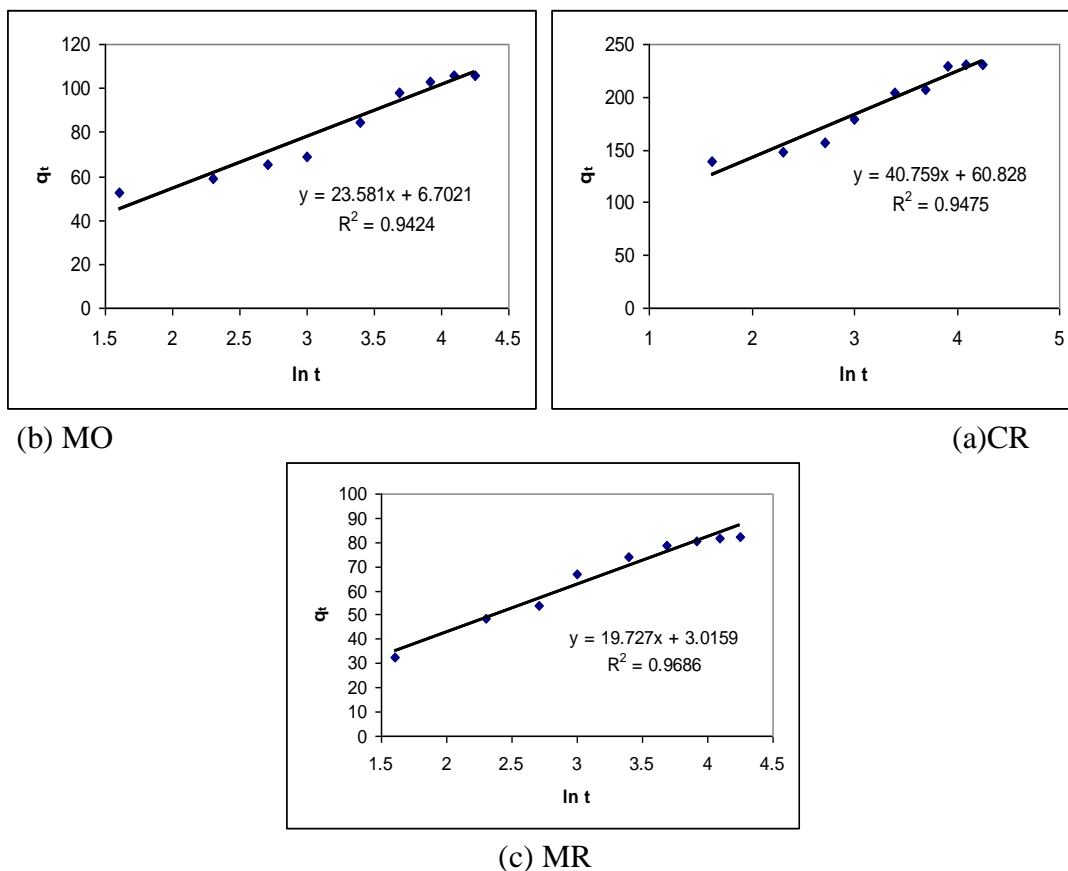 120
100
80
60
40
20
0
qt
y = 23.581x + 6.7021
R² = 0.9424
1.5 2 2.5 3 3.5 4 4.5
ln t
250
200
150
100
50
0
qt
y = 40.759x + 60.828
R² = 0.9475
1 2 3 4 5
ln t
(b) MO (a)CR
100
90
80
70
60
50
40
30
20
10
0
qt
y = 19.727x + 3.0159
R² = 0.9686
1.5 2 2.5 3 3.5 4 4.5
ln t
(c) MR